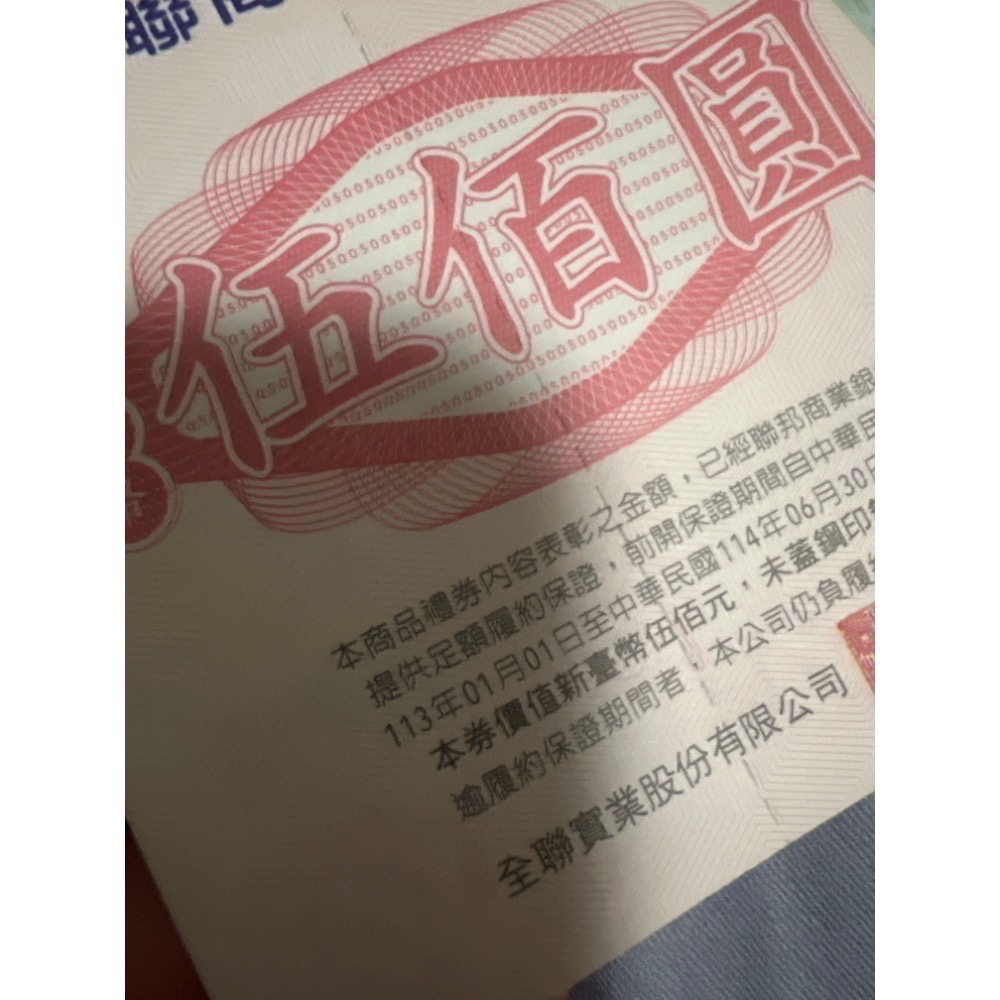 聯
伍佰圓
幣
本商品禮券內容表彰之金額，已經聯邦商業銀
提供足額履約保證，前開保證期間自中華民
113年01月01日至中華民國114年06月30日
本券價值新臺幣伍佰元，未蓋鋼印
逾履約保證期間者，本公司仍負履
全聯實業股份有限公司